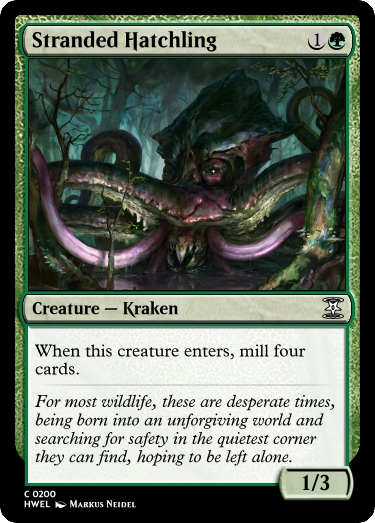 Stranded Hatchling 1
Creature — Kraken
When this creature enters, mill four
cards.
For most wildlife, these are desperate times,
being born into an unforgiving world and
searching for safety in the quietest corner
they can find, hoping to be left alone.
1/3
C 0200
HWEL Markus Neidel